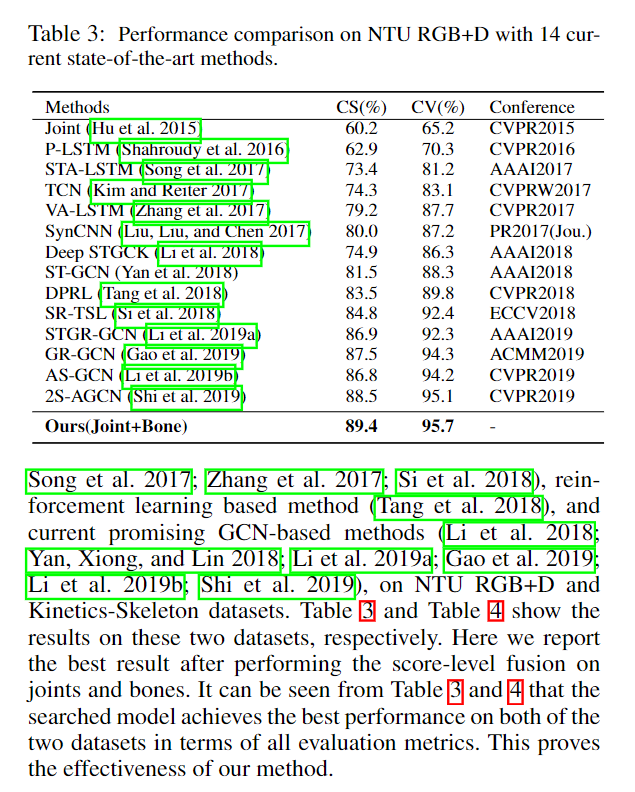 Table 3: Performance comparison on NTU RGB+D with 14 cur-
rent state-of-the-art methods.
Methods CS(%) CV(%) Conference
Joint (Hu et al. 2015) 60.2 65.2 CVPR2015
P-LSTM (Shahroudy et al. 2016) 62.9 70.3 CVPR2016
STA-LSTM (Song et al. 2017) 73.4 81.2 AAAI2017
TCN (Kim and Reiter 2017) 74.3 83.1 CVPRW2017
VA-LSTM (Zhang et al. 2017) 79.2 87.7 CVPR2017
SynCNN (Liu, Liu, and Chen 2017) 80.0 87.2 PR2017(Jou.)
Deep STGCK (Li et al. 2018) 74.9 86.3 AAAI2018
ST-GCN (Yan et al. 2018) 81.5 88.3 AAAI2018
DPRL (Tang et al. 2018) 83.5 89.8 CVPR2018
SR-TSL (Si et al. 2018) 84.8 92.4 ECCV2018
STGR-GCN (Li et al. 2019a) 86.9 92.3 AAAI2019
GR-GCN (Gao et al. 2019) 87.5 94.3 ACMM2019
AS-GCN (Li et al. 2019b) 86.8 94.2 CVPR2019
2S-AGCN (Shi et al. 2019) 88.5 95.1 CVPR2019
Ours(Joint+Bone) 89.4 95.7 -
Song et al. 2017; Zhang et al. 2017; Si et al. 2018), rein-
forcement learning based method (Tang et al. 2018), and
current promising GCN-based methods (Li et al. 2018;
Yan, Xiong, and Lin 2018; Li et al. 2019a; Gao et al. 2019;
Li et al. 2019b; Shi et al. 2019), on NTU RGB+D and
Kinetics-Skeleton datasets. Table 3 and Table 4 show the
results on these two datasets, respectively. Here we report
the best result after performing the score-level fusion on
joints and bones. It can be seen from Table 3 and 4 that the
searched model achieves the best performance on both of the
two datasets in terms of all evaluation metrics. This proves
the effectiveness of our method.